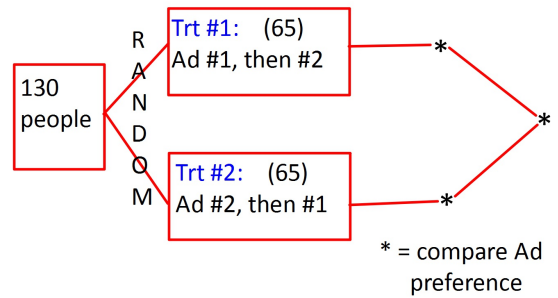 130
people
RANDOM
Trt #1: (65)
Ad #1, then #2
Trt #2: (65)
Ad #2, then #1
*
*
*
* = compare Ad
preference